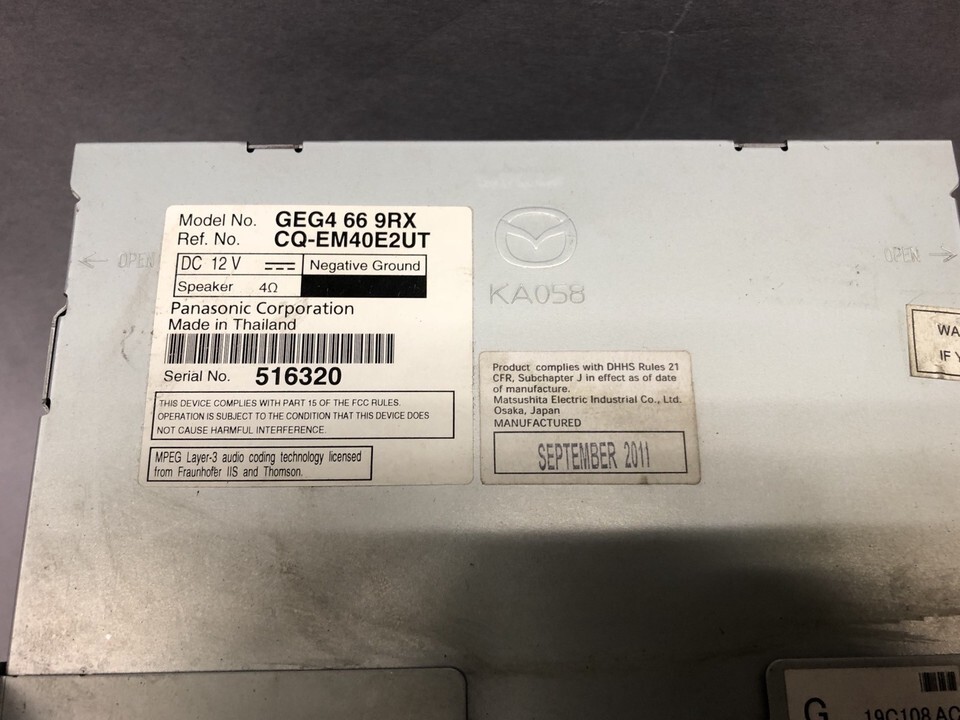 Model No. GEG4 66 9RX
Ref. No. CQ-EM40E2UT
DC 12 V Negative Ground
Speaker 4Ω
Panasonic Corporation
Made in Thailand
Serial No. 516320
THIS DEVICE COMPLIES WITH PART 15 OF THE FCC RULES.
OPERATION IS SUBJECT TO THE CONDITION THAT THIS DEVICE DOES
NOT CAUSE HARMFUL INTERFERENCE.
MPEG Layer-3 audio coding technology licensed
from Fraunhofer IIS and Thomson.
← OPEN
KA058
OPEN →
Product complies with DHHS Rules 21
CFR, Subchapter J in effect as of date
of manufacture.
Matsushita Electric Industrial Co., Ltd.
Osaka, Japan
MANUFACTURED
SEPTEMBER 2011
WA
IF Y
G 19C108 AC